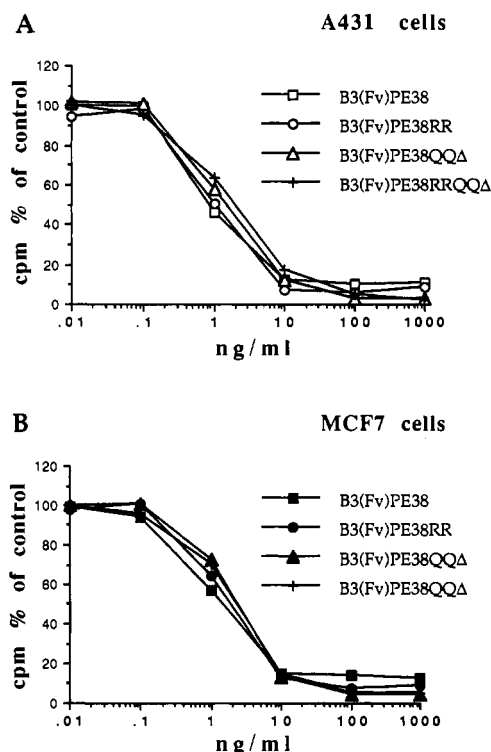 A
A431 cells
120
100
80
60
40
20
0
cpm % of control
B3(Fv)PE38
B3(Fv)PE38RR
B3(Fv)PE38QQΔ
B3(Fv)PE38RRQQΔ
.01 .1 1 10 100 1000
ng/ml
B
MCF7 cells
120
100
80
60
40
20
0
cpm % of control
B3(Fv)PE38
B3(Fv)PE38RR
B3(Fv)PE38QQΔ
B3(Fv)PE38QQΔ
.01 .1 1 10 100 1000
ng/ml